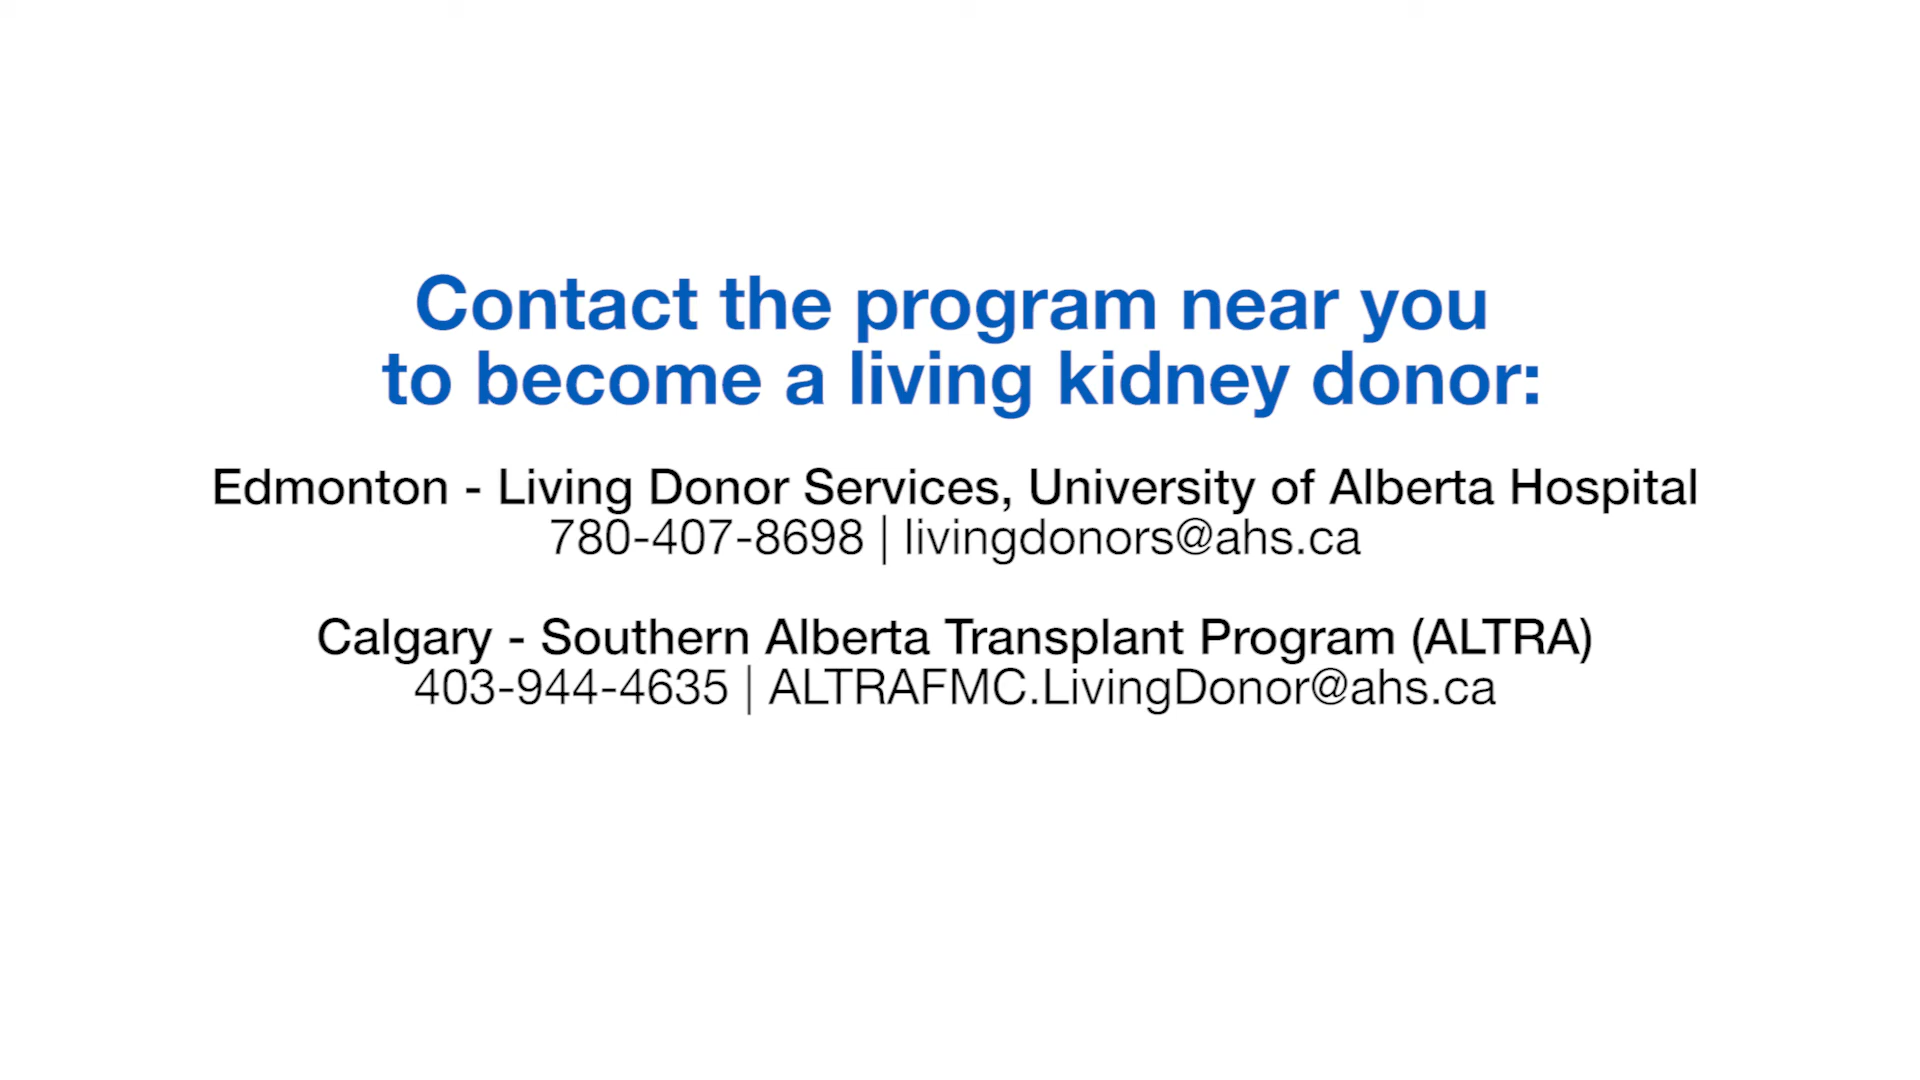 Contact the program near you
to become a living kidney donor:
Edmonton - Living Donor Services, University of Alberta Hospital
780-407-8698 | livingdonors@ahs.ca
Calgary - Southern Alberta Transplant Program (ALTRA)
403-944-4635 | ALTRAFMC.LivingDonor@ahs.ca